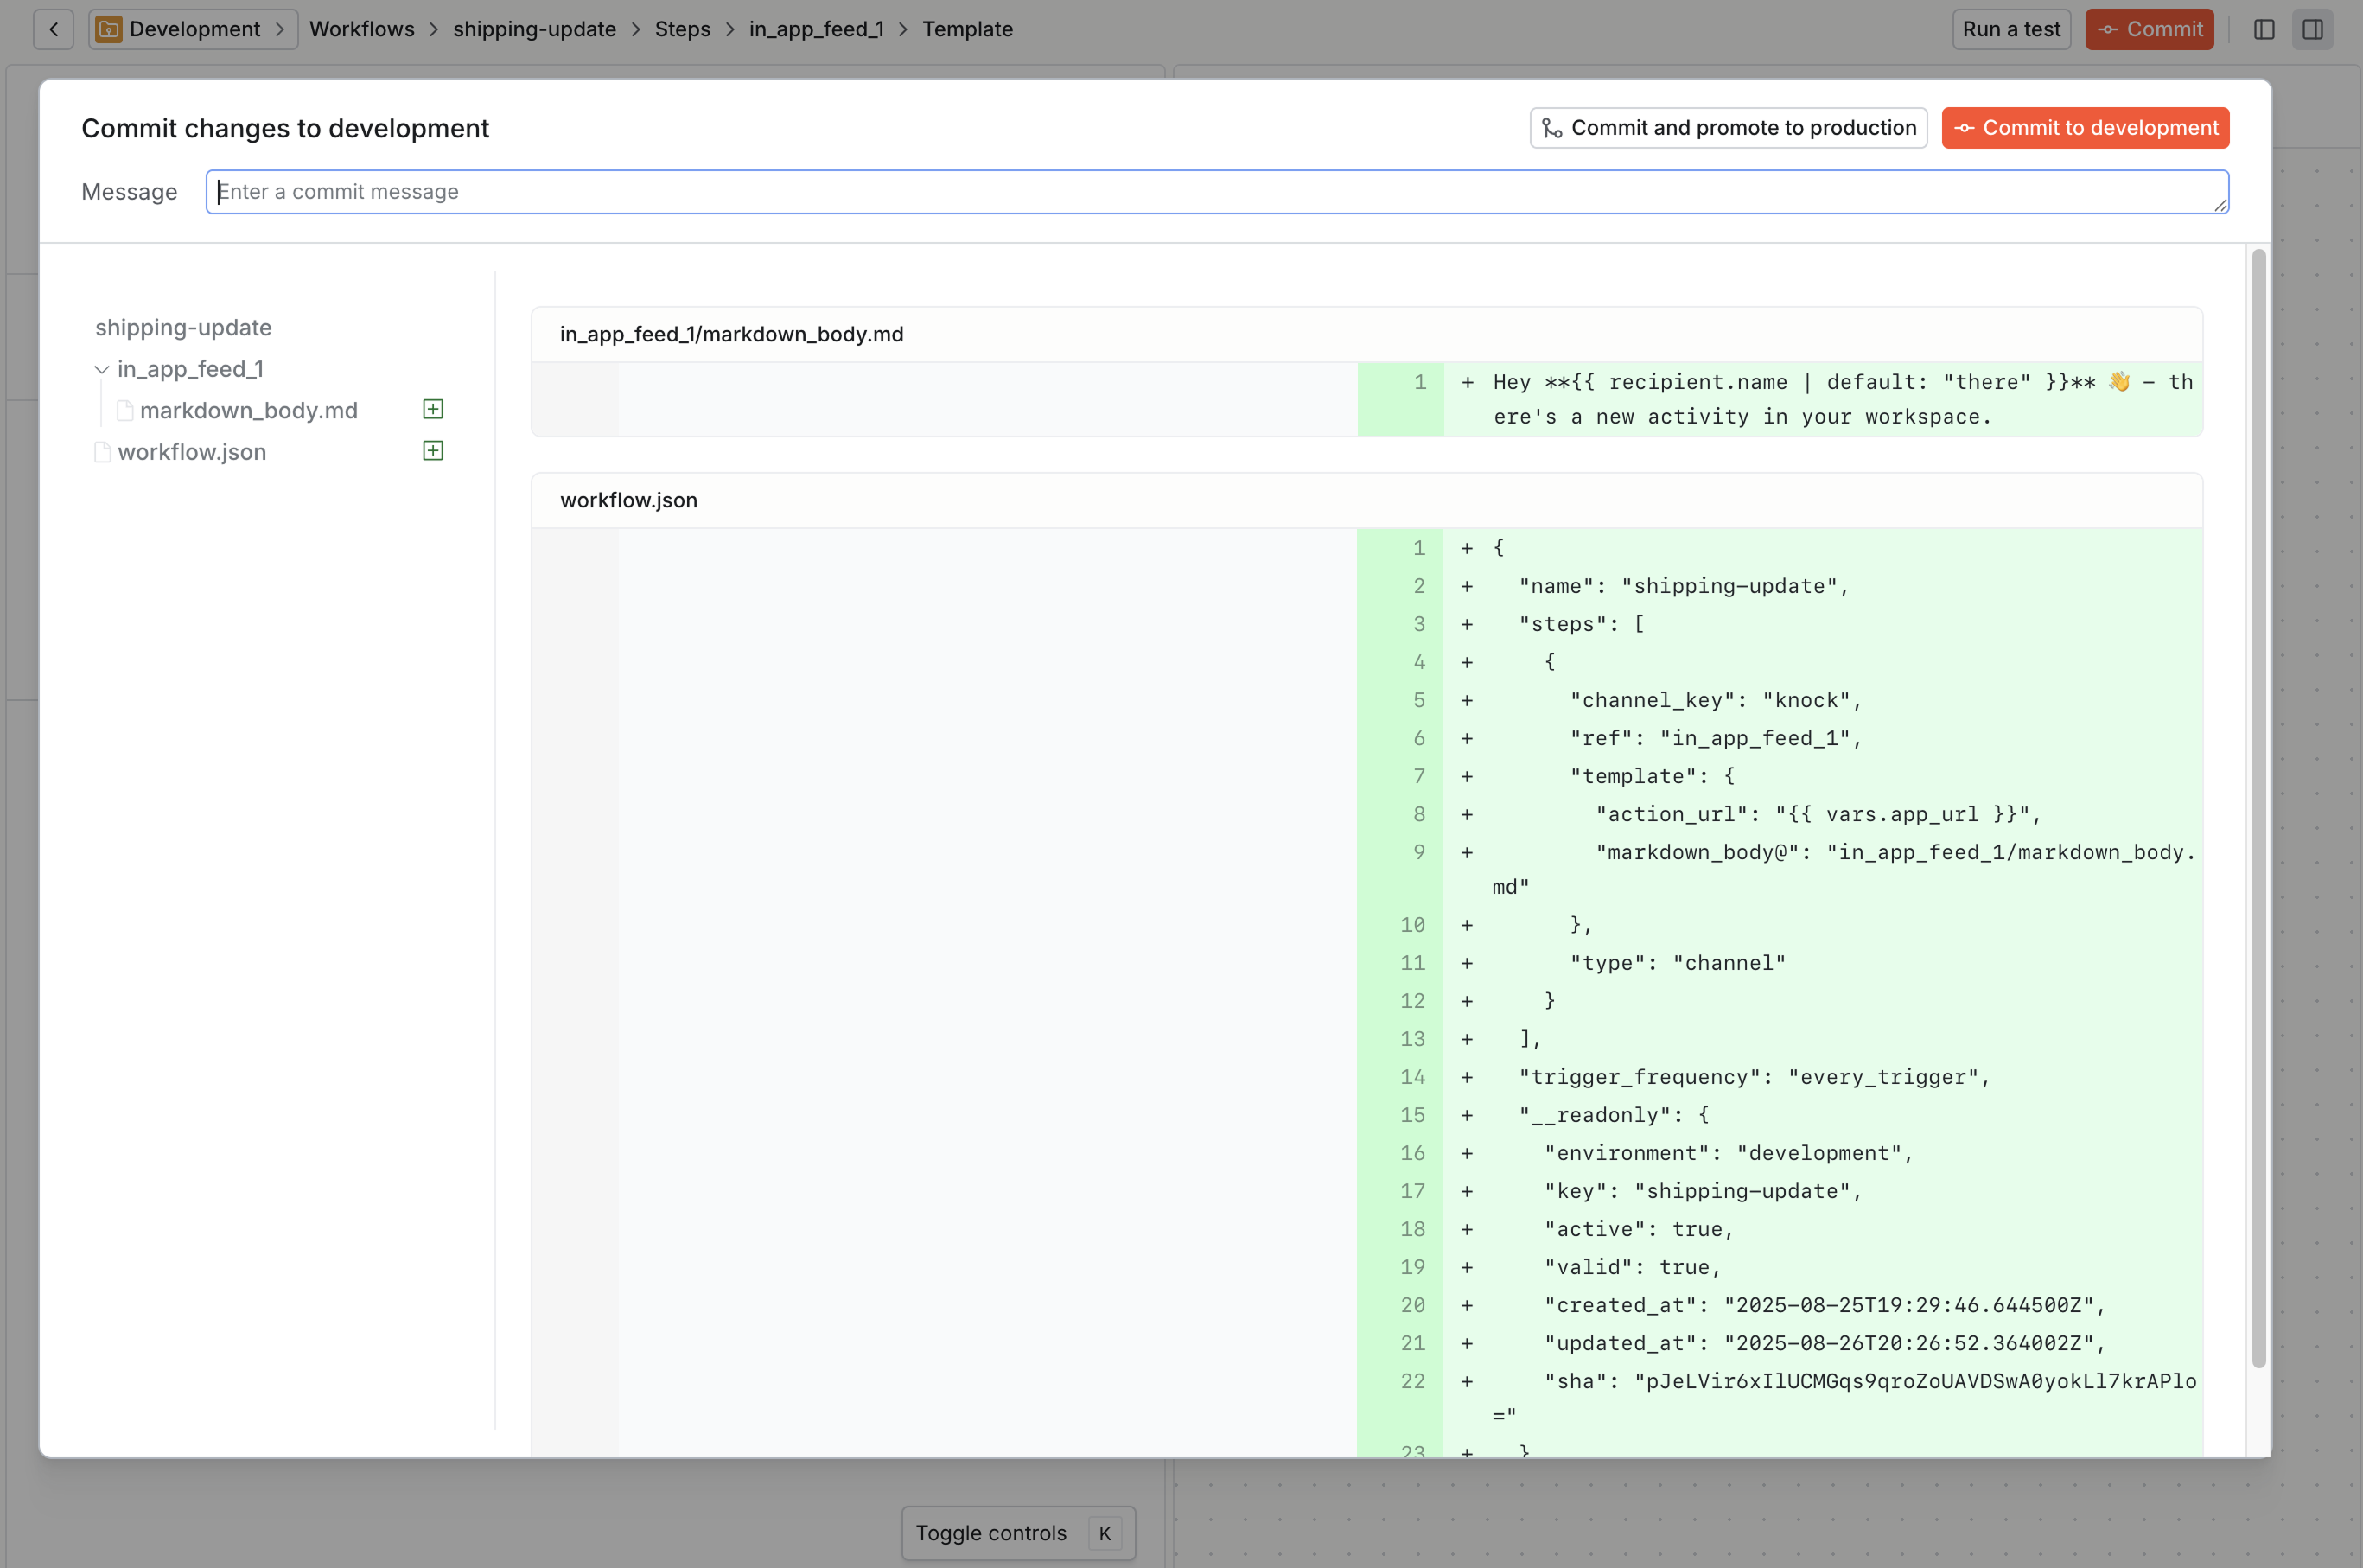 Development > Workflows > shipping-update > Steps > in_app_feed_1 > Template
Run a test
Commit
Commit changes to development
Commit and promote to production
Commit to development
Message
Enter a commit message
shipping-update
in_app_feed_1
markdown_body.md
workflow.json
in_app_feed_1/markdown_body.md
1 + Hey **{{ recipient.name | default: "there" }}** 👋 – th
ere's a new activity in your workspace.
workflow.json
1 + {
2 + "name": "shipping-update",
3 + "steps": [
4 + {
5 + "channel_key": "knock",
6 + "ref": "in_app_feed_1",
7 + "template": {
8 + "action_url": "{{ vars.app_url }}",
9 + "markdown_body@": "in_app_feed_1/markdown_body.
md"
10 + },
11 + "type": "channel"
12 + }
13 + ],
14 + "trigger_frequency": "every_trigger",
15 + "__readonly": {
16 + "environment": "development",
17 + "key": "shipping-update",
18 + "active": true,
19 + "valid": true,
20 + "created_at": "2025-08-25T19:29:46.644500Z",
21 + "updated_at": "2025-08-26T20:26:52.364002Z",
22 + "sha": "pJeLVir6xIlUCMGqs9qroZoUAVDSwA0yokLl7krAPlo
="
23 + }
Toggle controls K